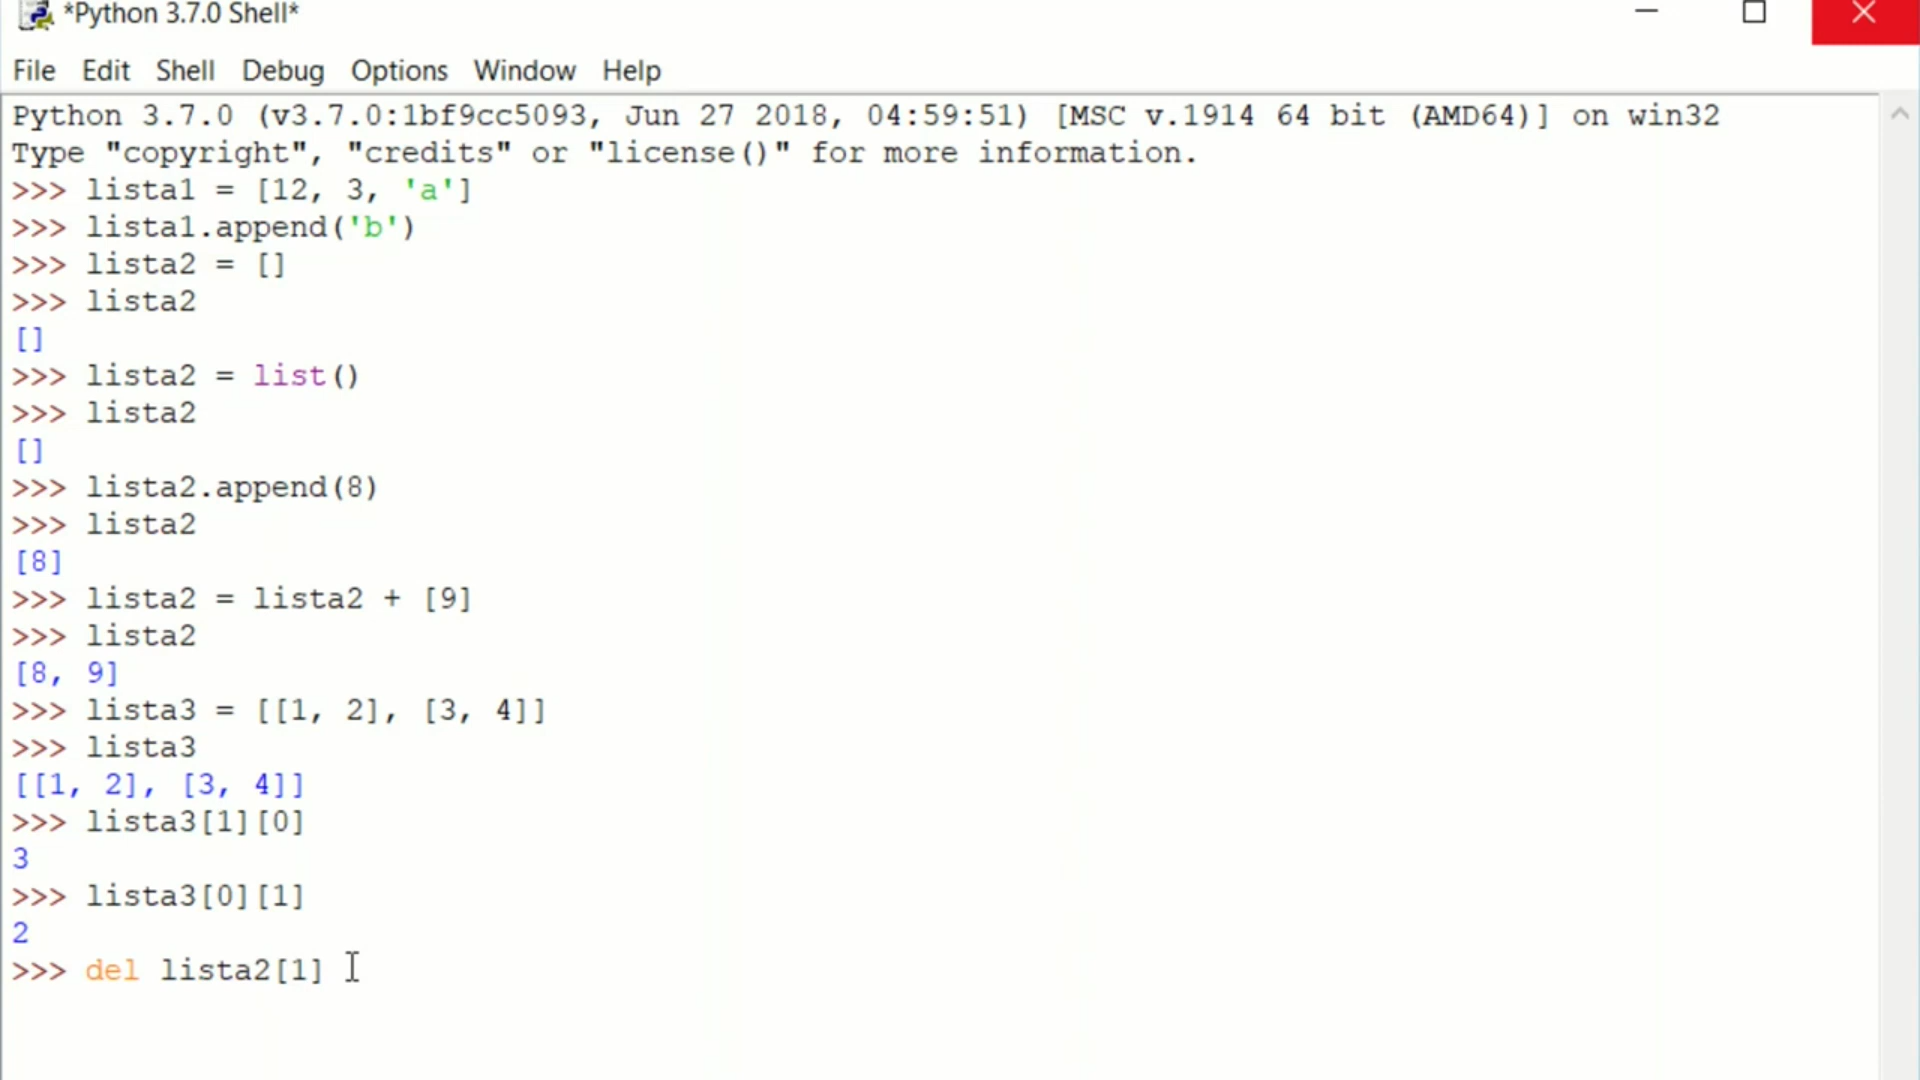 *Python 3.7.0 Shell*
File Edit Shell Debug Options Window Help
Python 3.7.0 (v3.7.0:1bf9cc5093, Jun 27 2018, 04:59:51) [MSC v.1914 64 bit (AMD64)] on win32
Type "copyright", "credits" or "license()" for more information.
>>> lista1 = [12, 3, 'a']
>>> lista1.append('b')
>>> lista2 = []
>>> lista2
[]
>>> lista2 = list()
>>> lista2
[]
>>> lista2.append(8)
>>> lista2
[8]
>>> lista2 = lista2 + [9]
>>> lista2
[8, 9]
>>> lista3 = [[1, 2], [3, 4]]
>>> lista3
[[1, 2], [3, 4]]
>>> lista3[1][0]
3
>>> lista3[0][1]
2
>>> del lista2[1]